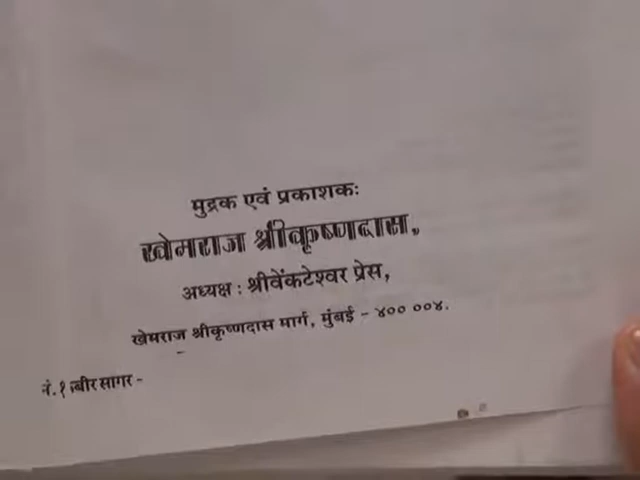 मुद्रक एवं प्रकाशकः
खेमराज श्रीकृष्णदास,
अध्यक्ष : श्रीवेंकटेश्वर प्रेस,
खेमराज श्रीकृष्णदास मार्ग, मुंबई - ४०० ००४.
नं.१ बीर सागर -